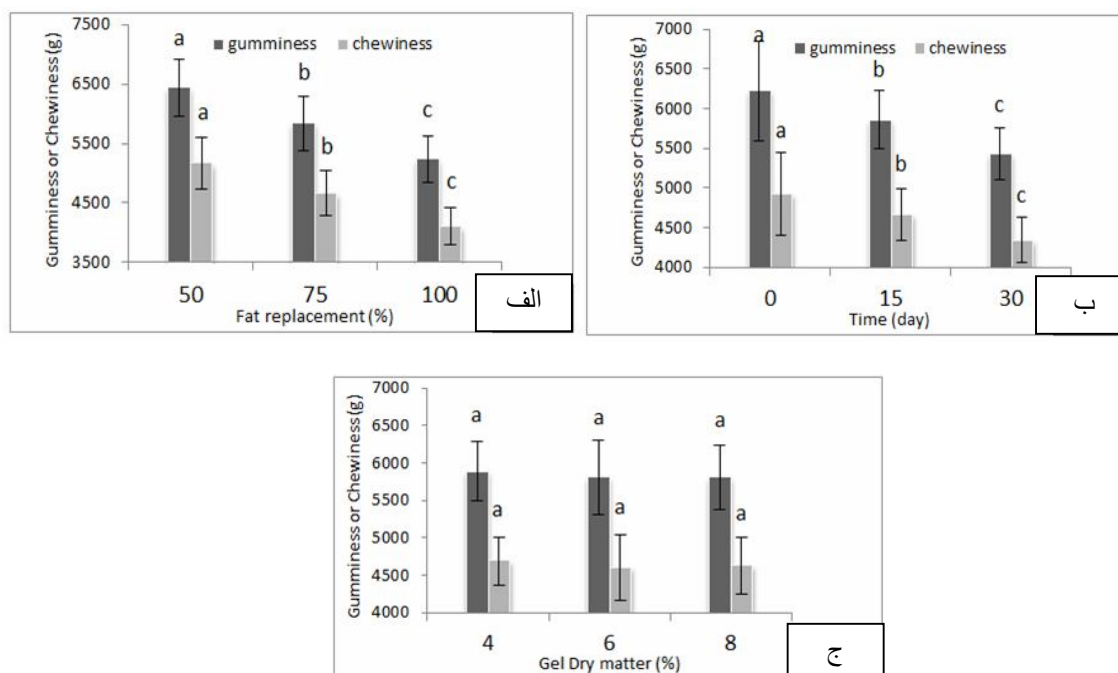 7500
6500
5500
4500
3500
Gumminess or Chewiness(g)
gumminess chewiness
a
a
b
b
c
c
50 75 100
Fat replacement (%)
الف
7000
6500
6000
5500
5000
4500
4000
Gumminess or Chewiness (g)
gumminess chewiness
a
a
b
b
c
c
0 15 30
Time (day)
ب
7000
6500
6000
5500
5000
4500
4000
Gumminess or Chewiness(g)
a
a
a
a
a
a
4 6 8
Gel Dry matter (%)
ج